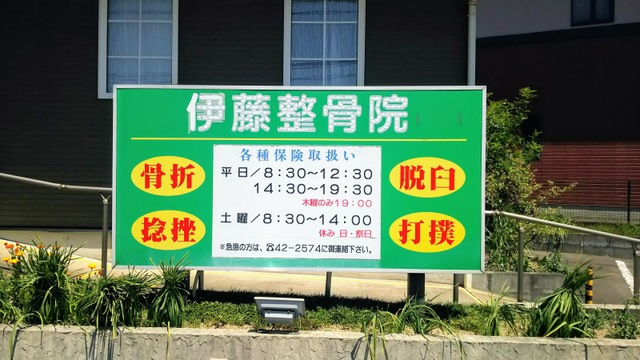 伊藤整骨院
各種保険取扱い
平日/8:30〜12:30
14:30〜19:30
木曜のみ19:00
土曜/8:30〜14:00
休み 日・祭日
※急患の方は、☎42-2574に御連絡下さい。
骨折
捻挫
脱臼
打撲